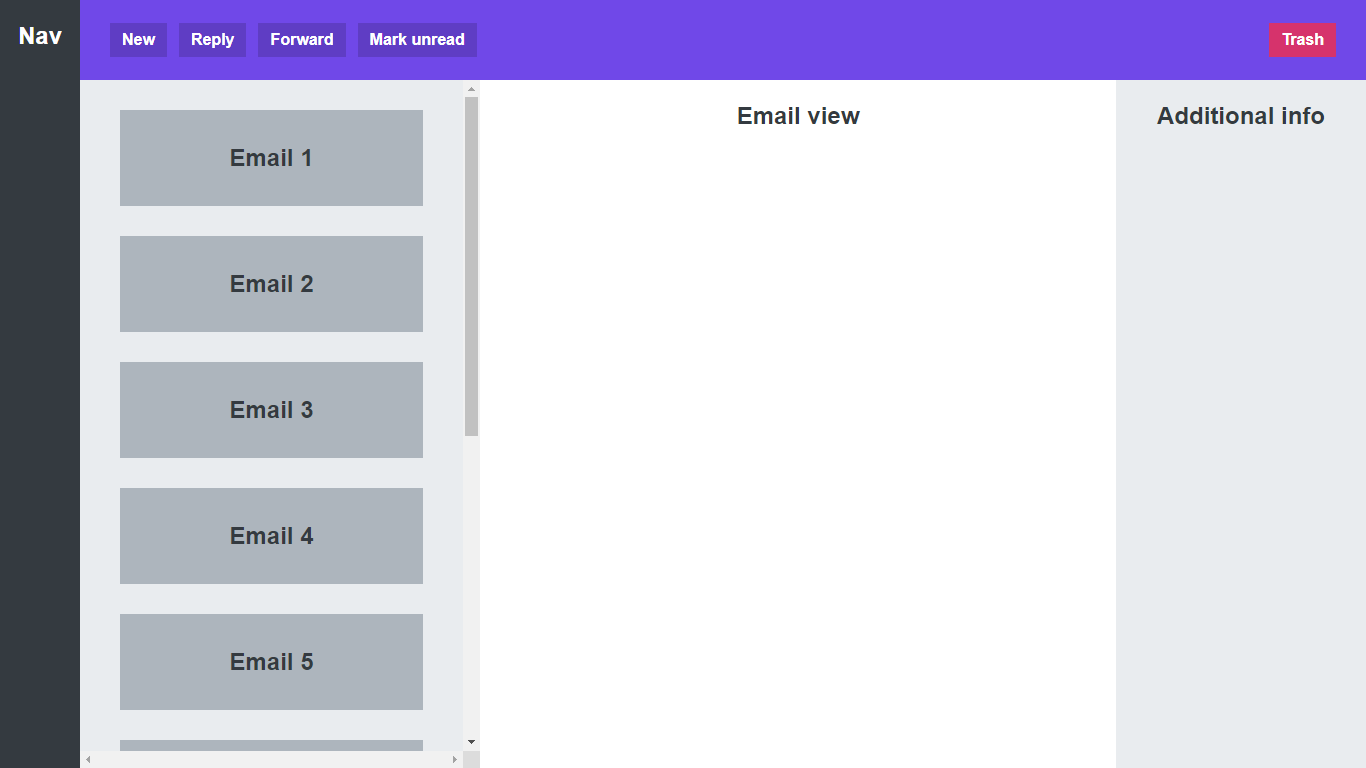 Nav
New
Reply
Forward
Mark unread
Trash
Email 1
Email 2
Email 3
Email 4
Email 5
Email view
Additional info